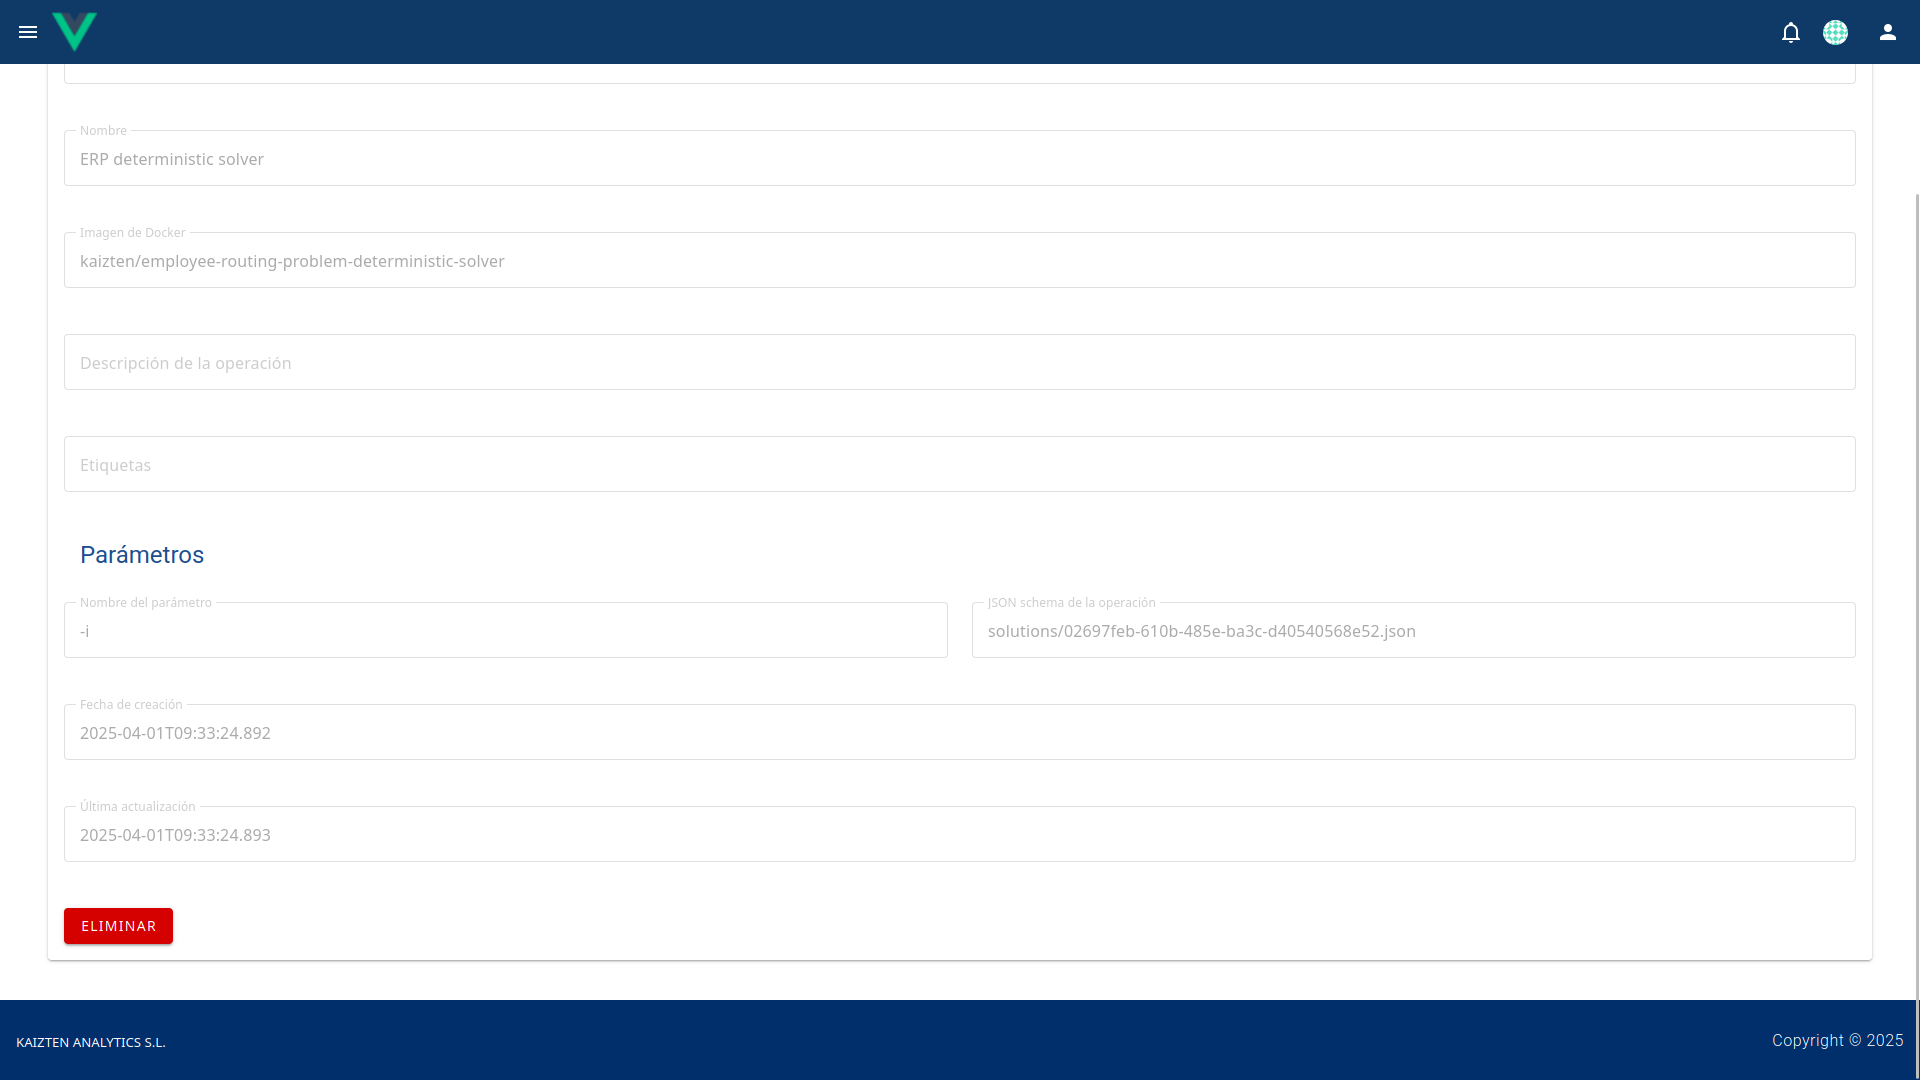 Nombre
ERP deterministic solver
Imagen de Docker
kaizten/employee-routing-problem-deterministic-solver
Descripción de la operación
Etiquetas
Parámetros
Nombre del parámetro
-i
JSON schema de la operación
solutions/02697feb-610b-485e-ba3c-d40540568e52.json
Fecha de creación
2025-04-01T09:33:24.892
Última actualización
2025-04-01T09:33:24.893
ELIMINAR
KAIZTEN ANALYTICS S.L.
Copyright © 2025